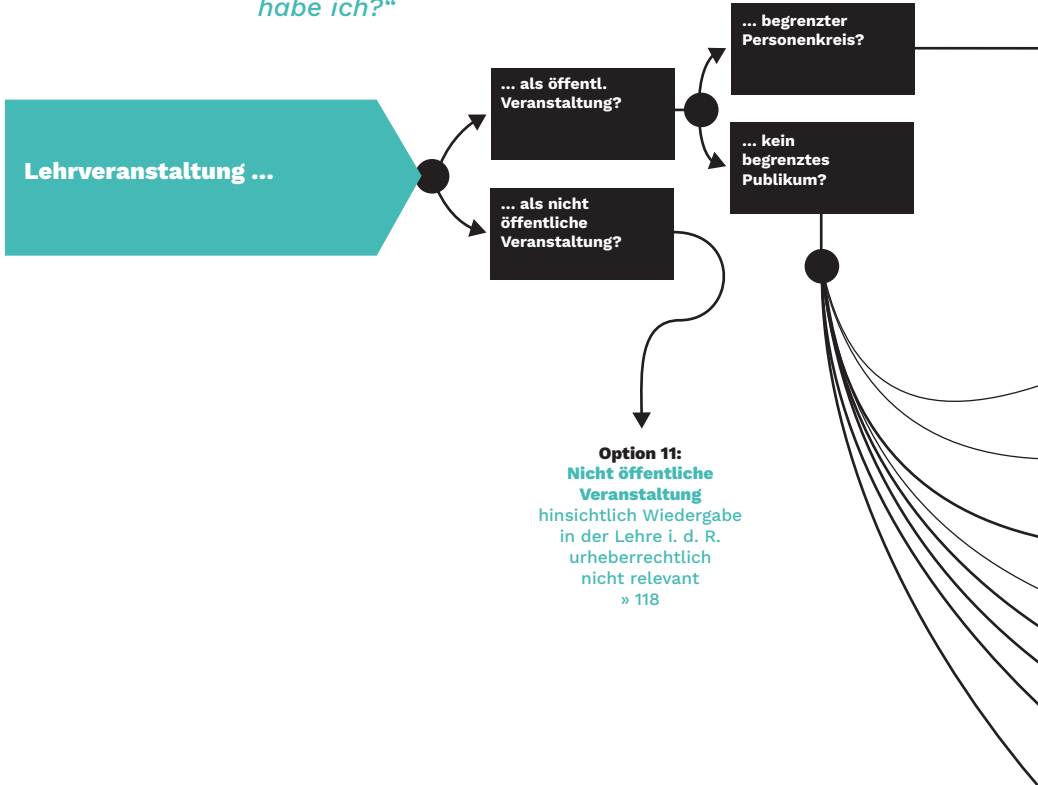 habe ich?“
Lehrveranstaltung ...
... als öffentl.
Veranstaltung?
... als nicht
öffentliche
Veranstaltung?
... begrenzter
Personenkreis?
... kein
begrenztes
Publikum?
Option 11:
Nicht öffentliche
Veranstaltung
hinsichtlich Wiedergabe
in der Lehre i. d. R.
urheberrechtlich
nicht relevant
» 118